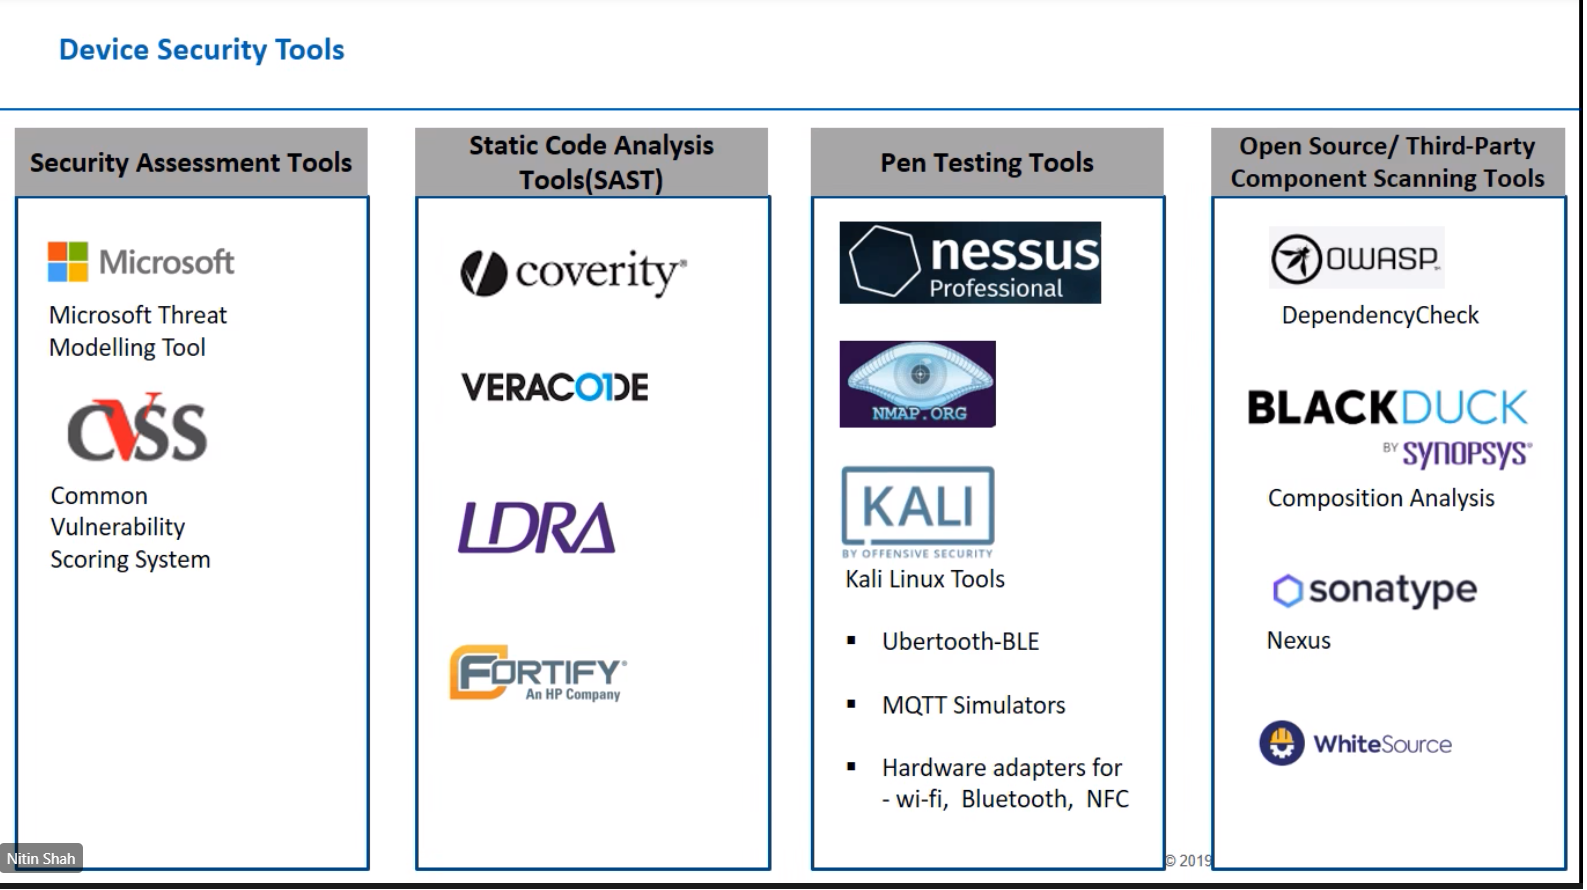 Device Security Tools
Security Assessment Tools
Microsoft
Microsoft Threat
Modelling Tool
CVSS
Common
Vulnerability
Scoring System
Static Code Analysis
Tools(SAST)
coverity®
VERACODE
LDRA
FORTIFY®
An HP Company
Pen Testing Tools
nessus
Professional
NMAP.ORG
KALI
BY OFFENSIVE SECURITY
Kali Linux Tools
▪ Ubertooth-BLE
▪ MQTT Simulators
▪ Hardware adapters for
- wi-fi, Bluetooth, NFC
Open Source/ Third-Party
Component Scanning Tools
OWASP
DependencyCheck
BLACKDUCK
BY SYNOPSYS®
Composition Analysis
sonatype
Nexus
WhiteSource
Nitin Shah
© 2019